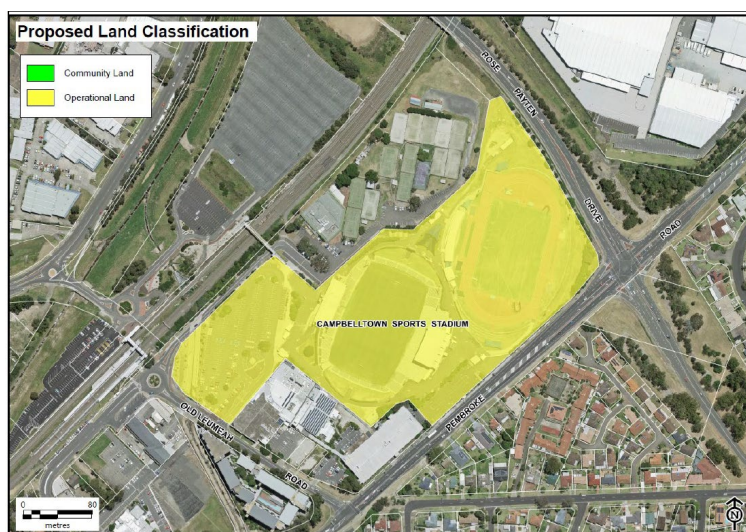 Proposed Land Classification
Community Land
Operational Land
ROSE
PAYTEN
DRIVE
ROAD
CAMPBELLTOWN SPORTS STADIUM
PEMBROKE
OLD LEUMEAH
ROAD
0 80
metres
N